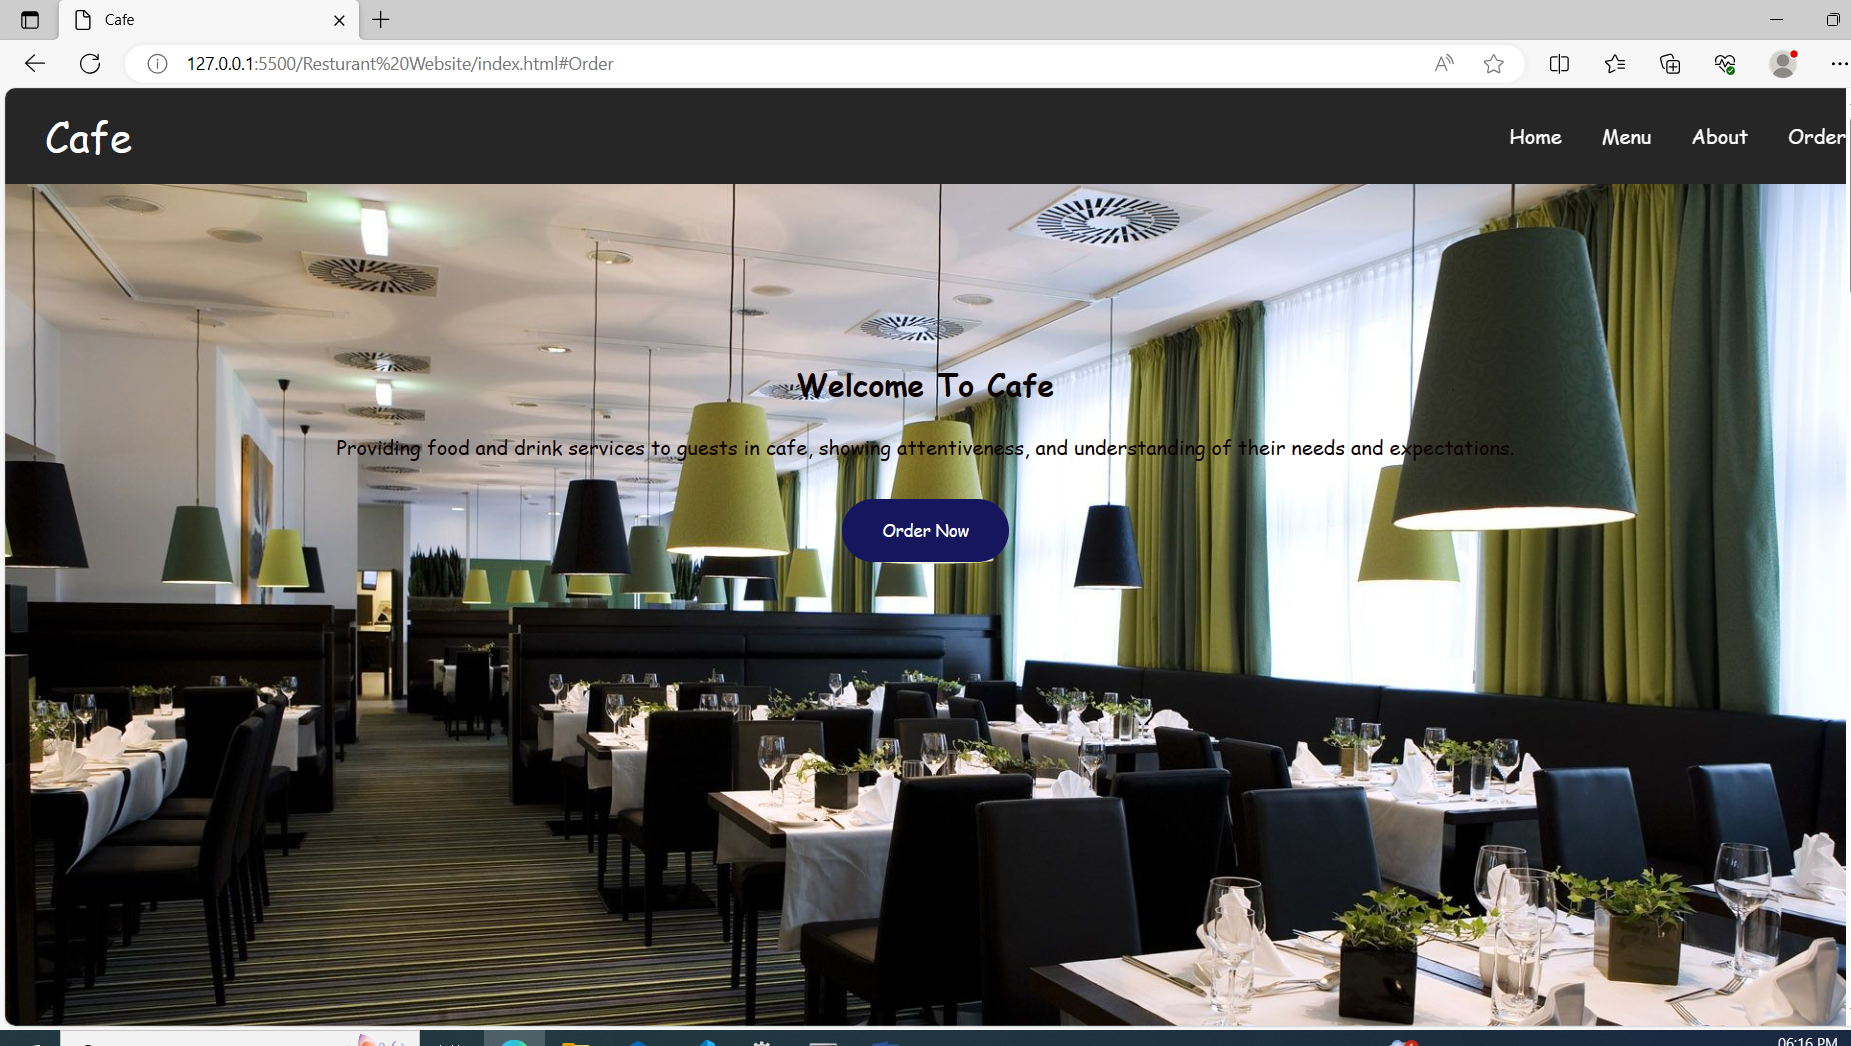 Cafe
127.0.0.1:5500/Resturant%20Website/index.html#Order
Cafe
Home Menu About Order
Welcome To Cafe
Providing food and drink services to guests in cafe, showing attentiveness, and understanding of their needs and expectations.
Order Now
06:16 PM